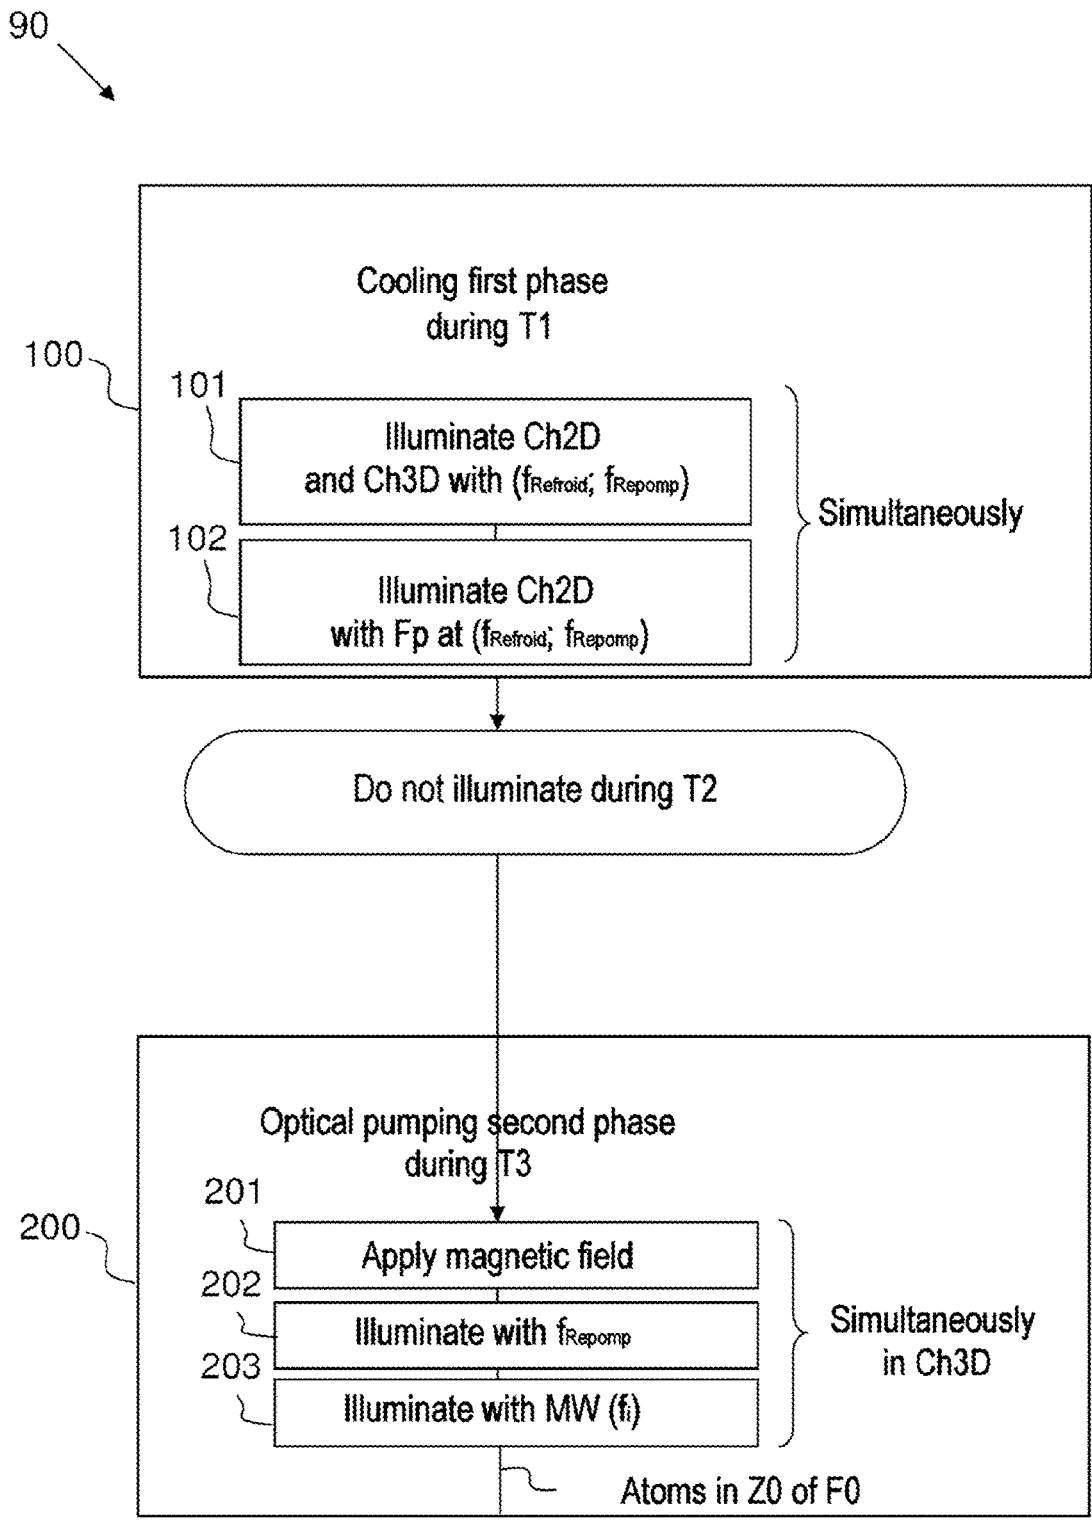 90
Cooling first phase
during T1
100
101
Illuminate Ch2D
and Ch3D with (fRefroid; fRepomp)
Simultaneously
102
Illuminate Ch2D
with Fp at (fRefroid; fRepomp)
Do not illuminate during T2
Optical pumping second phase
during T3
200
201
Apply magnetic field
202
Illuminate with fRepomp
Simultaneously
in Ch3D
203
Illuminate with MW (fi)
Atoms in Z0 of F0